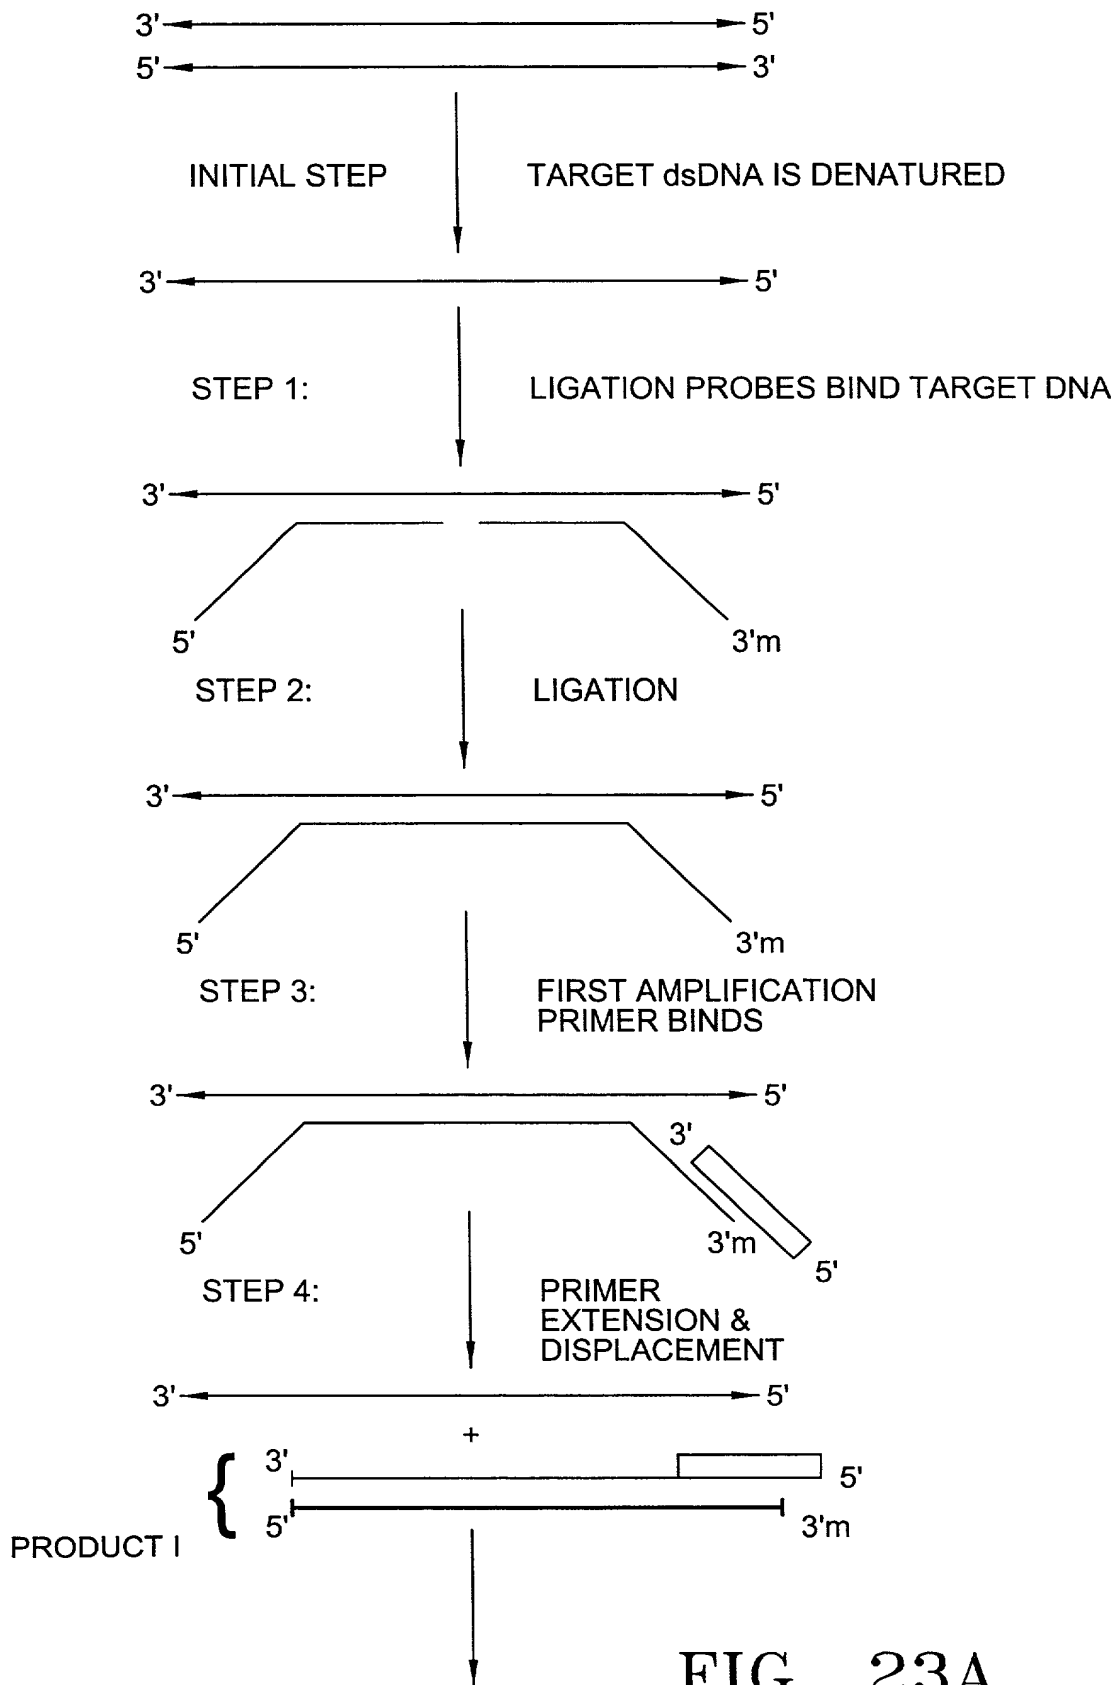 3' 5'
5' 3'
INITIAL STEP TARGET dsDNA IS DENATURED
3' 5'
STEP 1: LIGATION PROBES BIND TARGET DNA
3' 5'
5' 3'm
STEP 2: LIGATION
3' 5'
5' 3'm
STEP 3: FIRST AMPLIFICATION
PRIMER BINDS
3' 5'
3'
5' 3'm
5'
STEP 4: PRIMER
EXTENSION &
DISPLACEMENT
3' 5'
+
3' 5'
{
5' 3'm
PRODUCT I
FIG. 23A